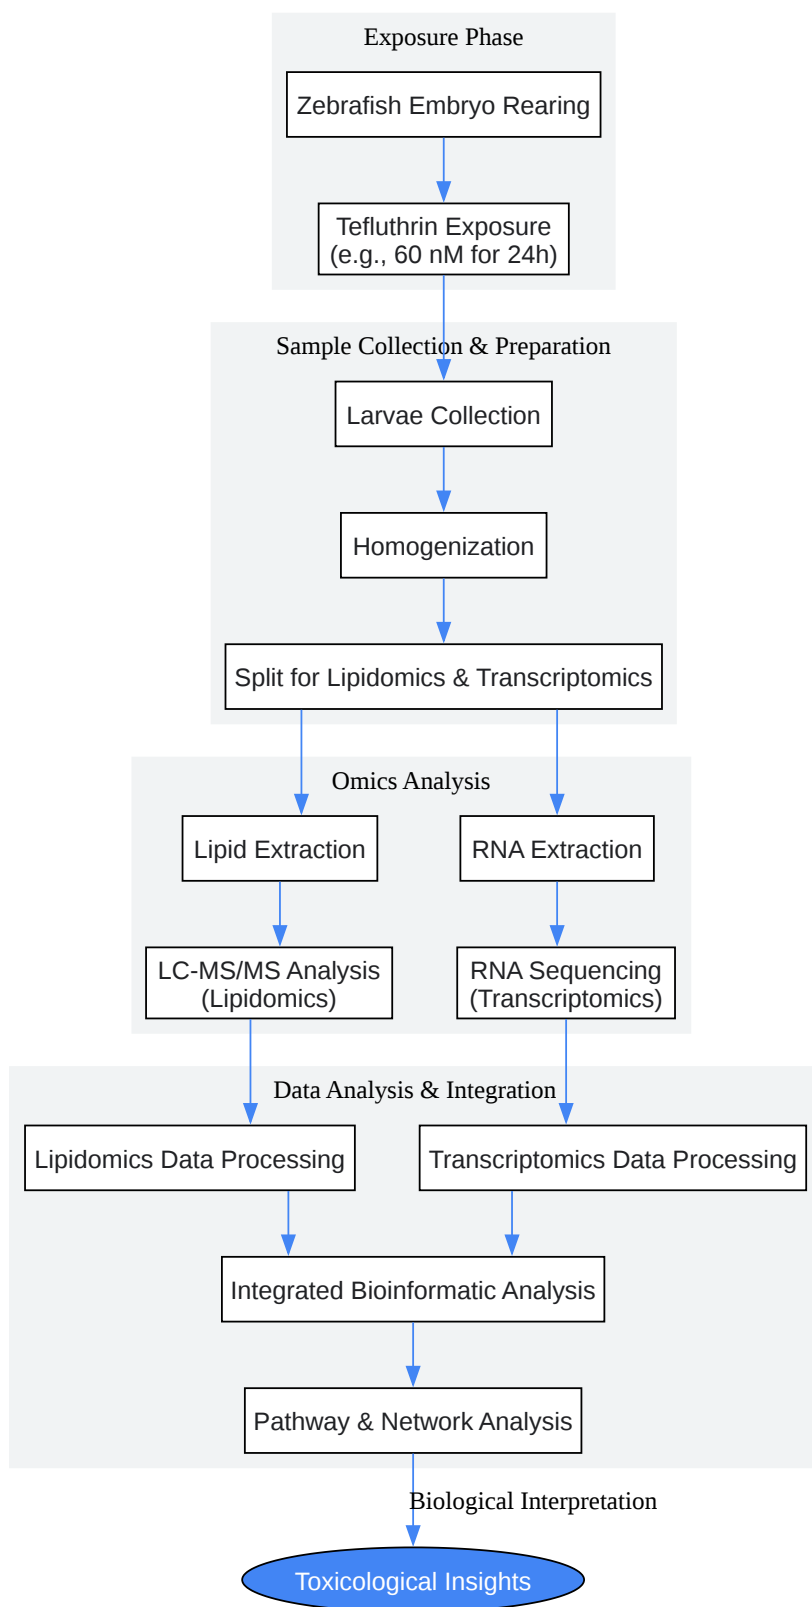 Exposure Phase
Zebrafish Embryo Rearing
Tefluthrin Exposure
(e.g., 60 nM for 24h)
Sample Collection & Preparation
Larvae Collection
Homogenization
Split for Lipidomics & Transcriptomics
Omics Analysis
Lipid Extraction
RNA Extraction
LC-MS/MS Analysis
(Lipidomics)
RNA Sequencing
(Transcriptomics)
Data Analysis & Integration
Lipidomics Data Processing
Transcriptomics Data Processing
Integrated Bioinformatic Analysis
Pathway & Network Analysis
Biological Interpretation
Toxicological Insights